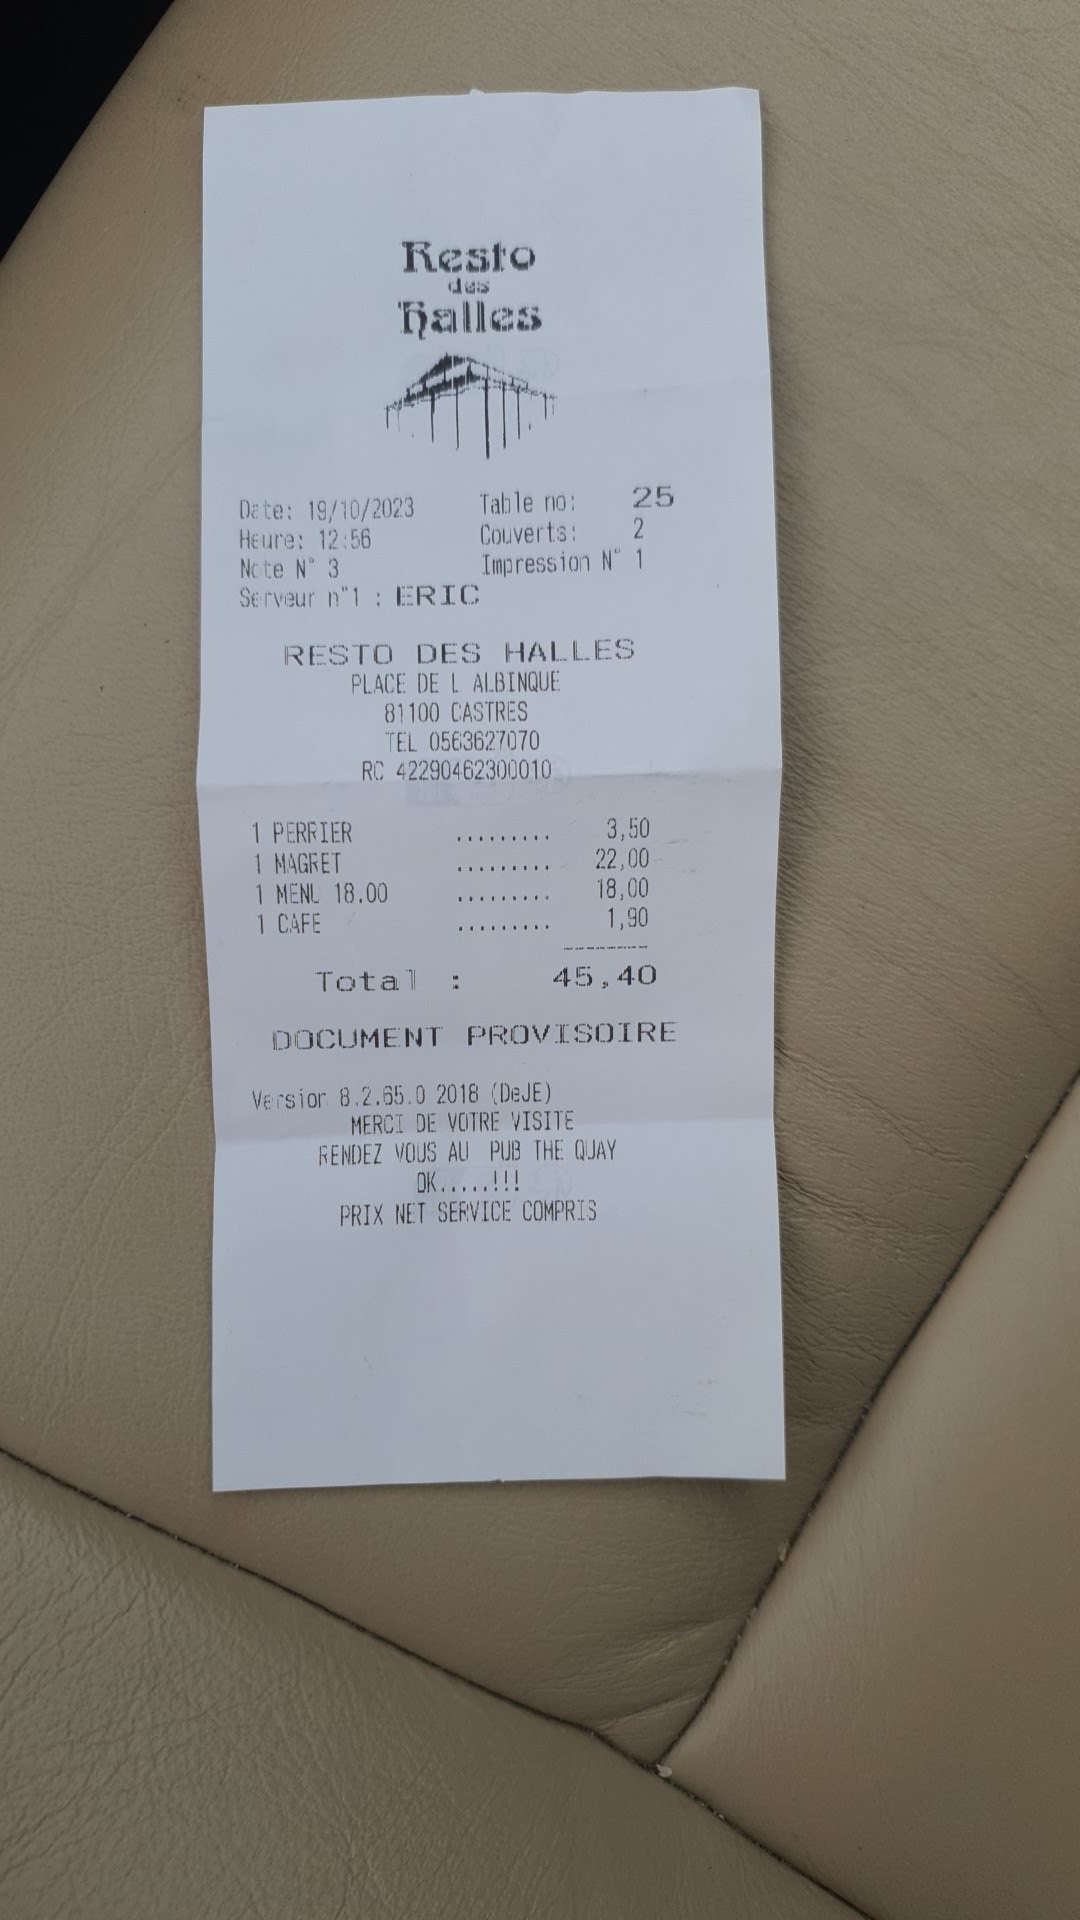 Resto
des
Halles
Date: 19/10/2023 Table no: 25
Heure: 12:56 Couverts: 2
Note N° 3 Impression N° 1
Serveur n°1 : ERIC
RESTO DES HALLES
PLACE DE L ALBINQUE
81100 CASTRES
TEL 0563627070
RC 42290462300010
1 PERRIER ......... 3,50
1 MAGRET ......... 22,00
1 MENU 18.00 ......... 18,00
1 CAFE ......... 1,90
--------
Total : 45,40
DOCUMENT PROVISOIRE
Version 8.2.65.0 2018 (DeJE)
MERCI DE VOTRE VISITE
RENDEZ VOUS AU PUB THE QUAY
OK.....!!!
PRIX NET SERVICE COMPRIS